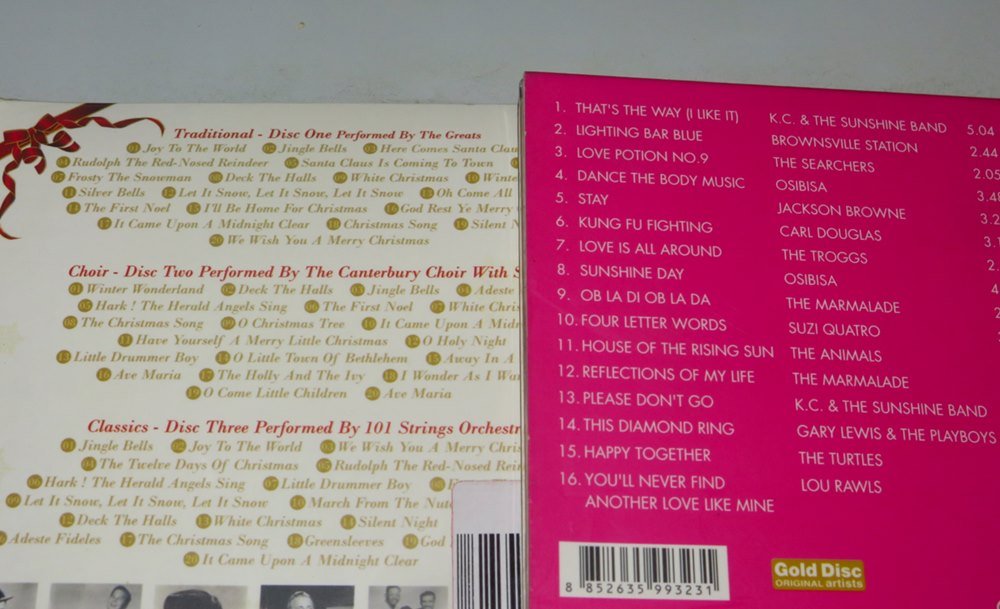 Traditional - Disc One Performed By The Greats
01 Joy To The World 02 Jingle Bells 03 Here Comes Santa
04 Rudolph The Red-Nosed Reindeer 05 Santa Claus Is Coming To Town
07 Frosty The Snowman 08 Deck The Halls 09 White Christmas 10
11 Silver Bells 12 Let It Snow, Let It Snow, Let It Snow 13 Oh Come All
14 The First Noel 15 I'll Be Home For Christmas 16 God Rest Ye Merry
17 It Came Upon A Midnight Clear 18 Christmas Song 19 Silent
20 We Wish You A Merry Christmas
Choir - Disc Two Performed By The Canterbury Choir With
01 Winter Wonderland 02 Deck The Halls 03 Jingle Bells 04 Adeste
05 Hark ! The Herald Angels Sing 06 The First Noel 07 White
08 The Christmas Song 09 O Christmas Tree 10 It Came Upon A
11 Have Yourself A Merry Little Christmas 12 O Holy Night
13 Little Drummer Boy 14 O Little Town Of Bethlehem 15 Away In A
16 Ave Maria 17 The Holly And The Ivy 18 I Wonder As I
19 O Come Little Children 20 Ave Maria
Classics - Disc Three Performed By 101 Strings
01 Jingle Bells 02 Joy To The World 03 We Wish You A Merry
04 The Twelve Days Of Christmas 05 Rudolph The Red-Nosed
06 Hark ! The Herald Angels Sing 07 Little Drummer Boy 08
09 Let It Snow, Let It Snow, Let It Snow 10 March From The
12 Deck The Halls 13 White Christmas 14 Silent Night
Adeste Fideles 17 The Christmas Song 18 Greensleeves 19 God
20 It Came Upon A Midnight Clear
1. THAT'S THE WAY (I LIKE IT) K.C. & THE SUNSHINE BAND 5.04
2. LIGHTING BAR BLUE BROWNSVILLE STATION 2.44
3. LOVE POTION NO.9 THE SEARCHERS 2.05
4. DANCE THE BODY MUSIC OSIBISA
5. STAY JACKSON BROWNE
6. KUNG FU FIGHTING CARL DOUGLAS
7. LOVE IS ALL AROUND THE TROGGS
8. SUNSHINE DAY OSIBISA
9. OB LA DI OB LA DA THE MARMALADE
10. FOUR LETTER WORDS SUZI QUATRO
11. HOUSE OF THE RISING SUN THE ANIMALS
12. REFLECTIONS OF MY LIFE THE MARMALADE
13. PLEASE DON'T GO K.C. & THE SUNSHINE BAND
14. THIS DIAMOND RING GARY LEWIS & THE PLAYBOYS
15. HAPPY TOGETHER THE TURTLES
16. YOU'LL NEVER FIND LOU RAWLS
ANOTHER LOVE LIKE MINE
8 852635 993231
Gold Disc
ORIGINAL artists